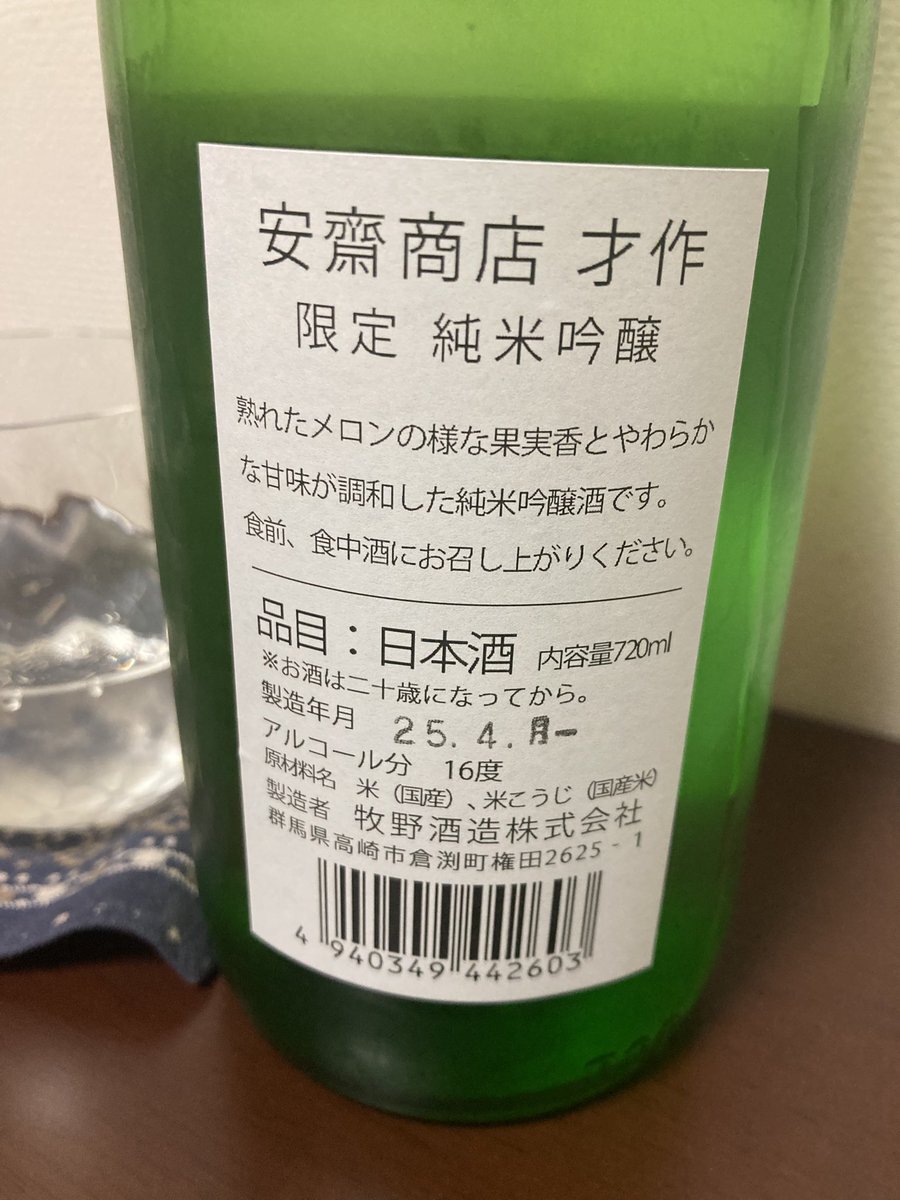 安齋商店 才作
限定 純米吟醸
熟れたメロンの様な果実香とやわらか
な甘味が調和した純米吟醸酒です。
食前、食中酒にお召し上がりください。
品目：日本酒 内容量720ml
※お酒は二十歳になってから。
製造年月 25.4.月ー
アルコール分 16度
原材料名 米（国産）、米こうじ（国産米）
製造者 牧野酒造株式会社
群馬県高崎市倉渕町権田2625-1
4 940349 442603